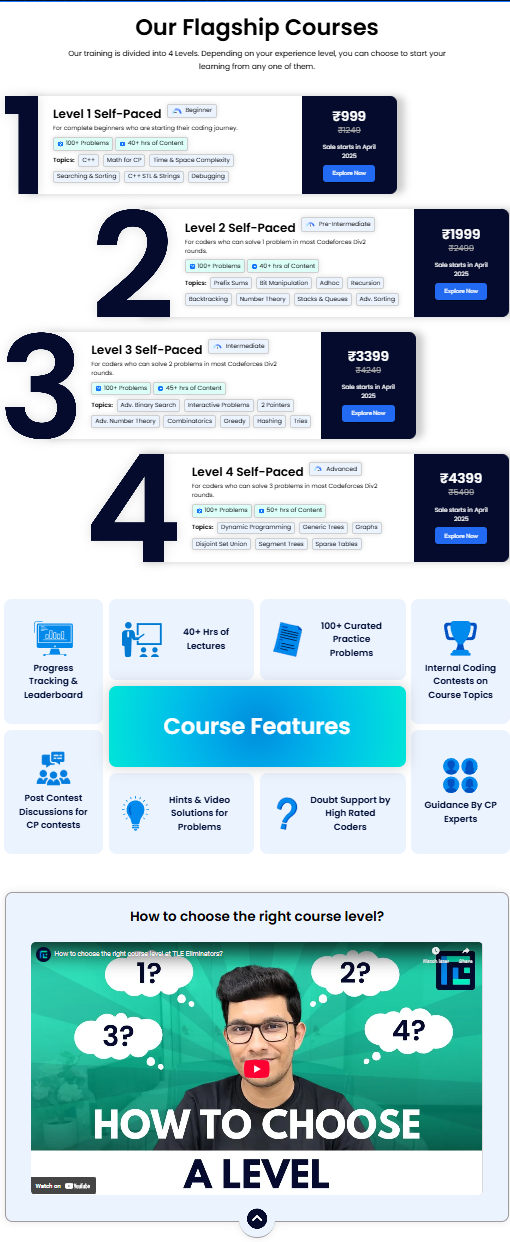 Our Flagship Courses
Our training is divided into 4 Levels. Depending on your experience level, you can choose to start your
learning from any one of them.
1
Level 1 Self-Paced
Beginner
For complete beginners who are starting their coding journey.
100+ Problems
40+ hrs of Content
Topics:
C++
Math for CP
Time & Space Complexity
Searching & Sorting
C++ STL & Strings
Debugging
₹999
₹1249
Sale starts in April
2025
Explore Now
2
Level 2 Self-Paced
Pre-Intermediate
For coders who can solve 1 problem in most Codeforces Div2
rounds.
100+ Problems
40+ hrs of Content
Topics:
Prefix Sums
Bit Manipulation
Adhoc
Recursion
Backtracking
Number Theory
Stacks & Queues
Adv. Sorting
₹1999
₹2499
Sale starts in April
2025
Explore Now
3
Level 3 Self-Paced
Intermediate
For coders who can solve 2 problems in most Codeforces Div2
rounds.
100+ Problems
45+ hrs of Content
Topics:
Adv. Binary Search
Interactive Problems
2 Pointers
Adv. Number Theory
Combinatorics
Greedy
Hashing
Tries
₹3399
₹4249
Sale starts in April
2025
Explore Now
4
Level 4 Self-Paced
Advanced
For coders who can solve 3 problems in most Codeforces Div2
rounds.
100+ Problems
50+ hrs of Content
Topics:
Dynamic Programming
Generic Trees
Graphs
Disjoint Set Union
Segment Trees
Sparse Tables
₹4399
₹5499
Sale starts in April
2025
Explore Now
Progress
Tracking &
Leaderboard
40+ Hrs of
Lectures
100+ Curated
Practice
Problems
Internal Coding
Contests on
Course Topics
Course Features
Post Contest
Discussions for
CP contests
Hints & Video
Solutions for
Problems
Doubt Support by
High Rated
Coders
Guidance By CP
Experts
How to choose the right course level?
How to choose the right course level at TLE Eliminators?
Watch later
Share
1?
2?
3?
4?
HOW TO CHOOSE
A LEVEL
Watch on YouTube